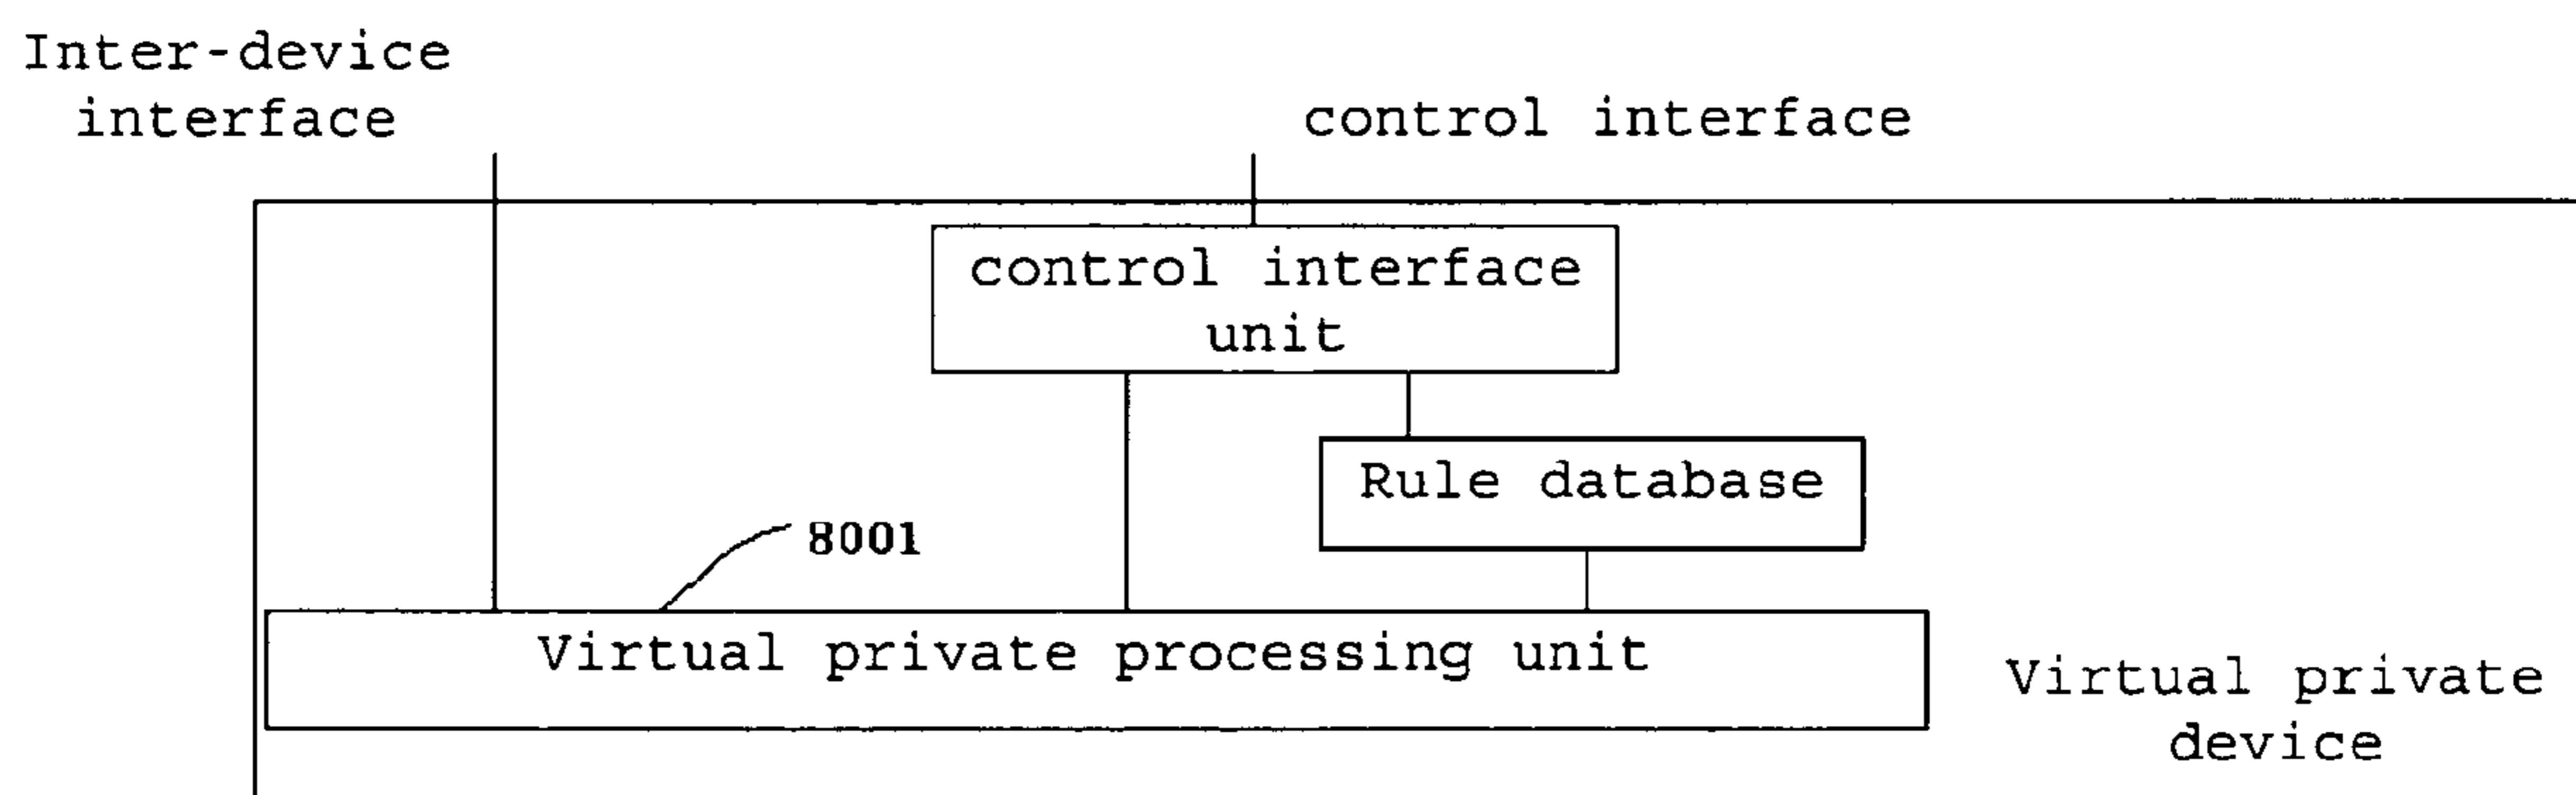 Inter-device
interface
control interface
control interface
unit
Rule database
8001
Virtual private processing unit
Virtual private
device